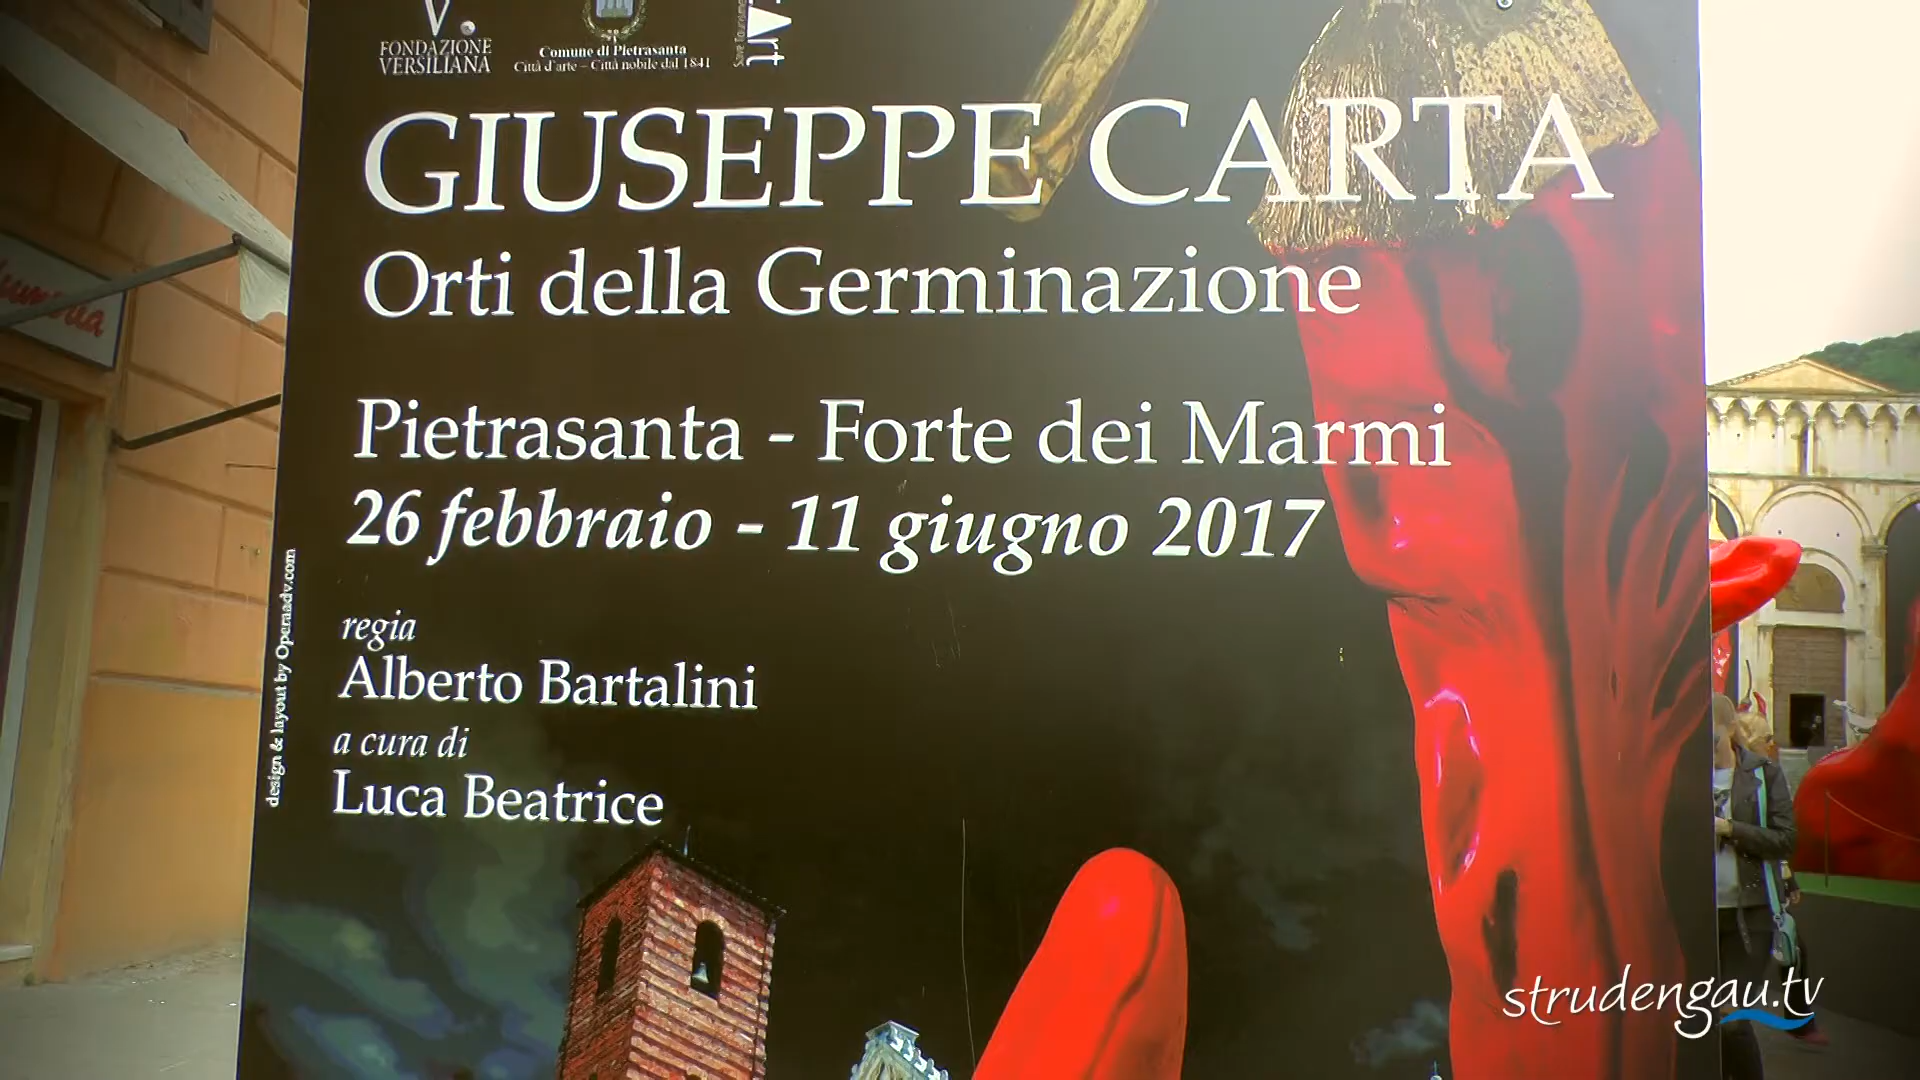 V.
FONDAZIONE
VERSILIANA
Comune di Pietrasanta
Città d'arte – Città nobile dal 1841
Art
GIUSEPPE CARTA
Orti della Germinazione
Pietrasanta - Forte dei Marmi
26 febbraio - 11 giugno 2017
regia
Alberto Bartalini
a cura di
Luca Beatrice
design & layout by Operaadv.com
strudengau.tv